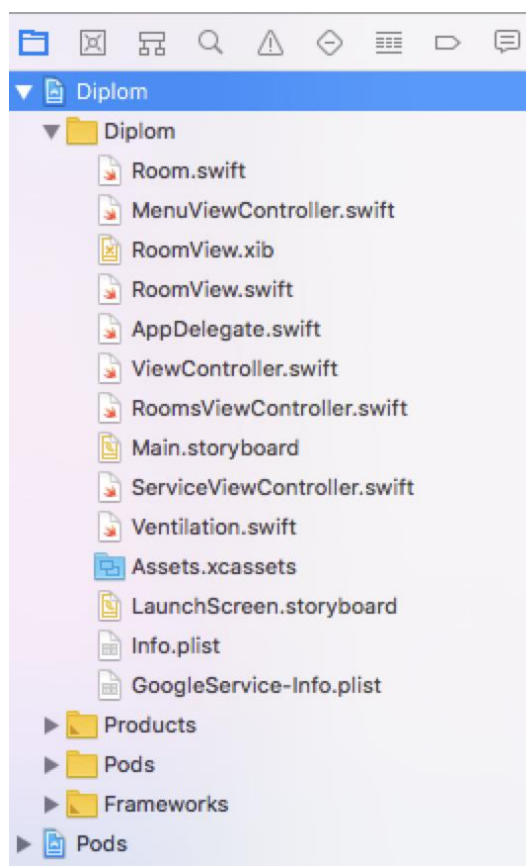 Diplom
Diplom
Room.swift
MenuViewController.swift
RoomView.xib
RoomView.swift
AppDelegate.swift
ViewController.swift
RoomsViewController.swift
Main.storyboard
ServiceViewController.swift
Ventilation.swift
Assets.xcassets
LaunchScreen.storyboard
Info.plist
GoogleService-Info.plist
Products
Pods
Frameworks
Pods